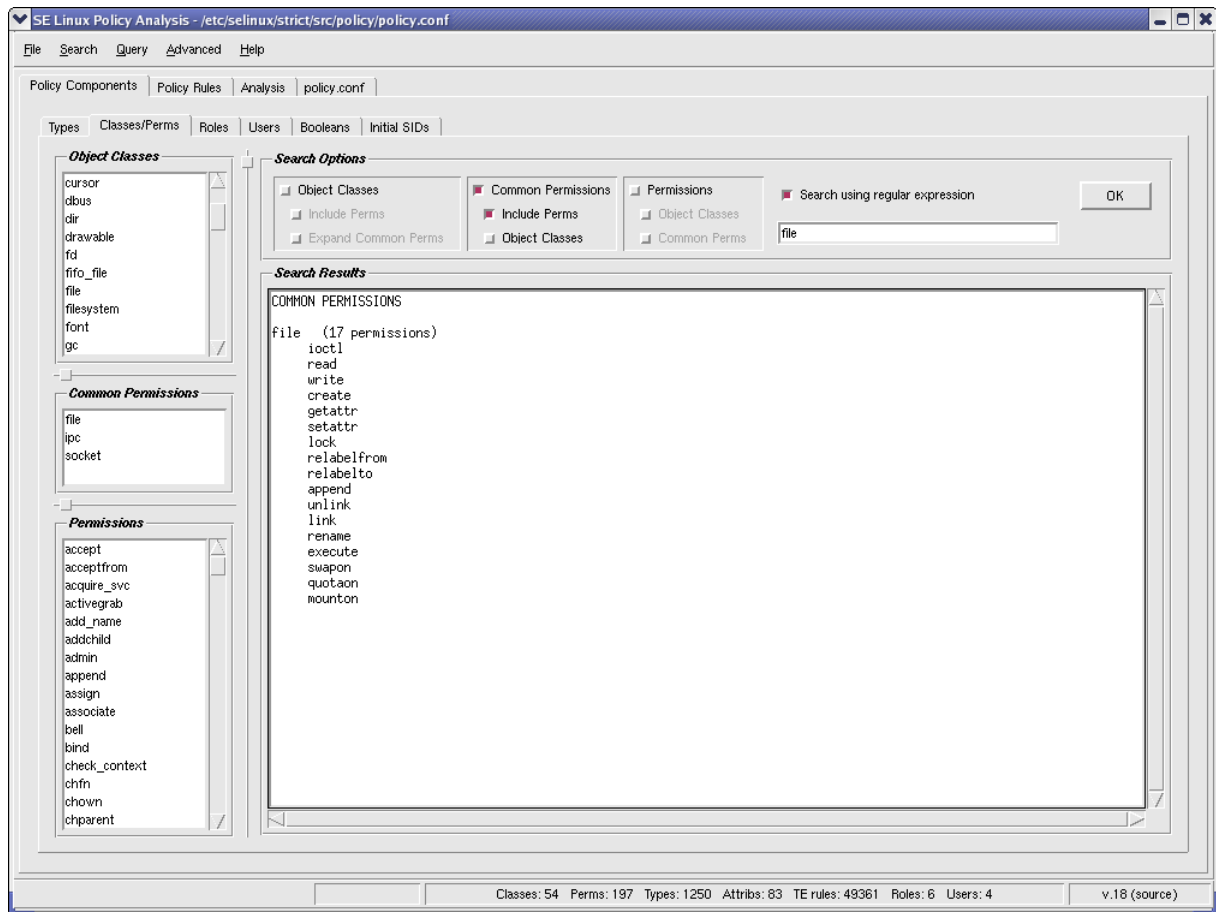 SE Linux Policy Analysis - /etc/selinux/strict/src/policy/policy.conf
File Search Query Advanced Help
Policy Components Policy Rules Analysis policy.conf
Types Classes/Perms Roles Users Booleans Initial SIDs
Object Classes
cursor
dbus
dir
drawable
fd
fifo_file
file
filesystem
font
gc
Common Permissions
file
ipc
socket
Permissions
accept
acceptfrom
acquire_svc
activegrab
add_name
addchild
admin
append
assign
associate
bell
bind
check_context
chfn
chown
chparent
Search Options
Object Classes
Include Perms
Expand Common Perms
Common Permissions
Include Perms
Object Classes
Permissions
Object Classes
Common Perms
Search using regular expression
file
OK
Search Results
COMMON PERMISSIONS
file (17 permissions)
ioctl
read
write
create
getattr
setattr
lock
relabelfrom
relabelto
append
unlink
link
rename
execute
swapon
quotaon
mounton
Classes: 54 Perms: 197 Types: 1250 Attribs: 83 TE rules: 49361 Roles: 6 Users: 4
v.18 (source)